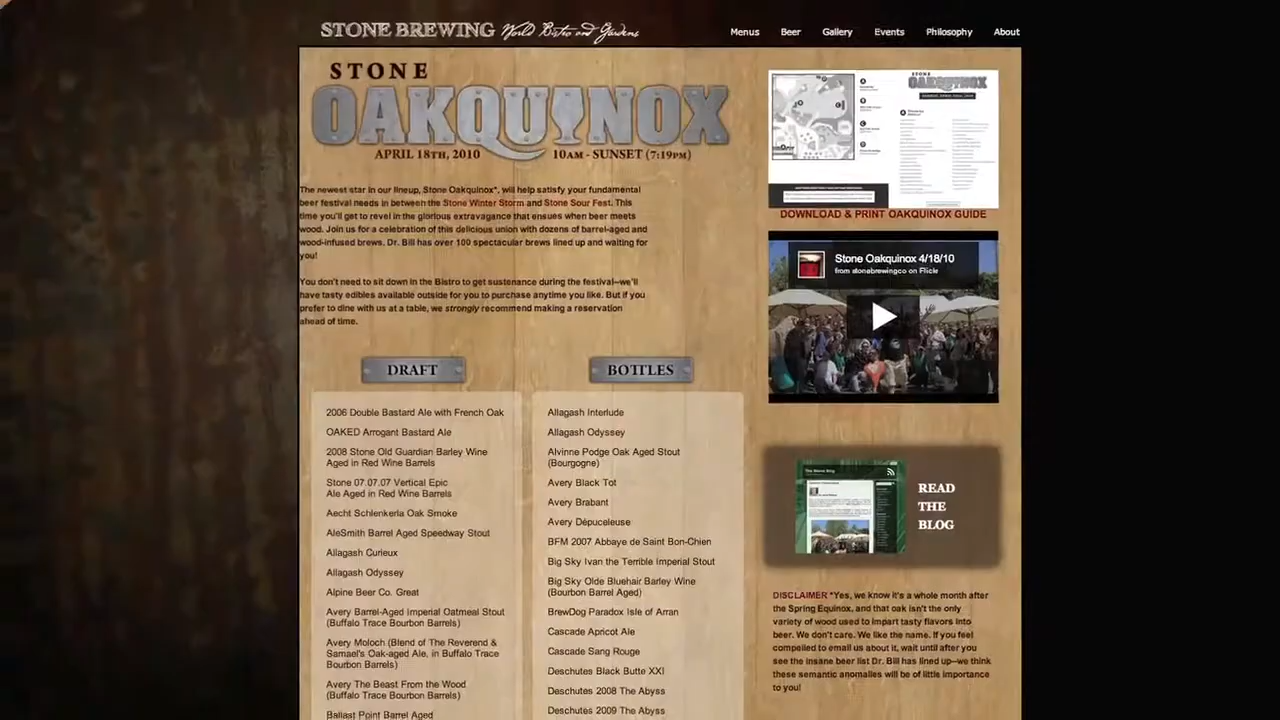 STONE BREWING World Bistro and Gardens
Menus Beer Gallery Events Philosophy About
STONE
OAKQUINOX
APRIL 18TH, 2010 10AM - SUNSET (7:19PM)
The newest star in our lineup, Stone Oakquinox*, will help satisfy your fundamental
beer festival needs in between the Stone Winter Storm and Stone Sour Fest. This
time you'll get to revel in the glorious extravagance that ensues when beer meets
wood. Join us for a celebration of this delicious union with dozens of barrel-aged and
wood-infused brews. Dr. Bill has over 100 spectacular brews lined up and waiting for
you!
You don't need to sit down in the Bistro to get sustenance during the festival—we'll
have tasty edibles available outside for you to purchase anytime you like. But if you
prefer to dine with us at a table, we strongly recommend making a reservation
ahead of time.
DRAFT
2006 Double Bastard Ale with French Oak
OAKED Arrogant Bastard Ale
2008 Stone Old Guardian Barley Wine
Aged in Red Wine Barrels
Stone 07.07.07 Vertical Epic
Ale Aged in Red Wine Barrels
Aecht Schlenkerla Oak Smoke
AleSmith Barrel Aged Speedway Stout
Allagash Curieux
Allagash Odyssey
Alpine Beer Co. Great
Avery Barrel-Aged Imperial Oatmeal Stout
(Buffalo Trace Bourbon Barrels)
Avery Moloch (Blend of The Reverend &
Samael's Oak-aged Ale, in Buffalo Trace
Bourbon Barrels)
Avery The Beast From the Wood
(Buffalo Trace Bourbon Barrels)
Ballast Point Barrel Aged
BOTTLES
Allagash Interlude
Allagash Odyssey
Alvinne Podge Oak Aged Stout
(Bourgogne)
Avery Black Tot
Avery Brabant
Avery Dépuceleuse
BFM 2007 Abbaye de Saint Bon-Chien
Big Sky Ivan the Terrible Imperial Stout
Big Sky Olde Bluehair Barley Wine
(Bourbon Barrel Aged)
BrewDog Paradox Isle of Arran
Cascade Apricot Ale
Cascade Sang Rouge
Deschutes Black Butte XXI
Deschutes 2008 The Abyss
Deschutes 2009 The Abyss
STONE
OAKQUINOX
DOWNLOAD & PRINT OAKQUINOX GUIDE
Stone Oakquinox 4/18/10
from stonebrewingco on Flickr
The Stone Blog
READ
THE
BLOG
DISCLAIMER *Yes, we know it's a whole month after
the Spring Equinox, and that oak isn't the only
variety of wood used to impart tasty flavors into
beer. We don't care. We like the name. If you feel
compelled to email us about it, wait until after you
see the insane beer list Dr. Bill has lined up—we think
these semantic anomalies will be of little importance
to you!